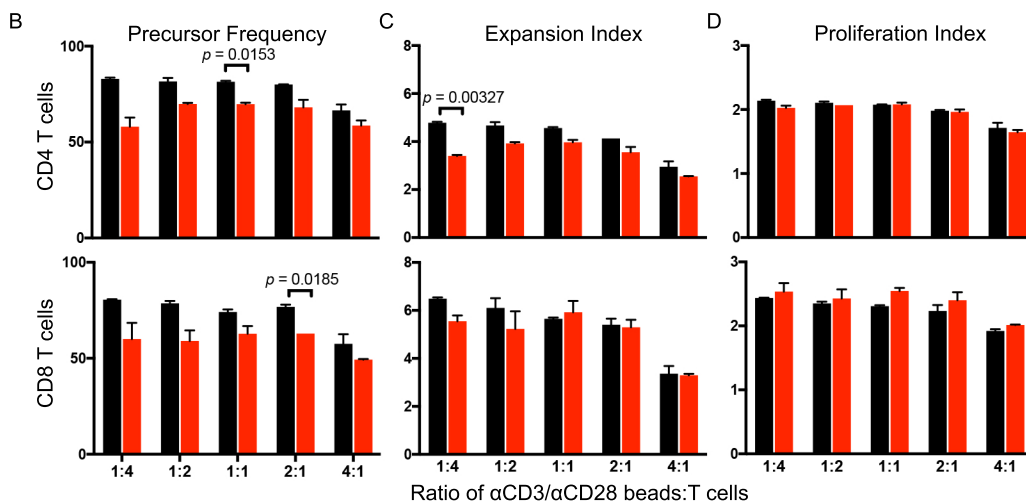 B
Precursor Frequency
C
Expansion Index
D
Proliferation Index
CD4 T cells
100
50
0
p = 0.0153
8
6
4
2
0
p = 0.00327
3
2
1
0
CD8 T cells
100
50
0
p = 0.0185
8
6
4
2
0
3
2
1
0
1:4 1:2 1:1 2:1 4:1
1:4 1:2 1:1 2:1 4:1
1:4 1:2 1:1 2:1 4:1
Ratio of αCD3/αCD28 beads:T cells